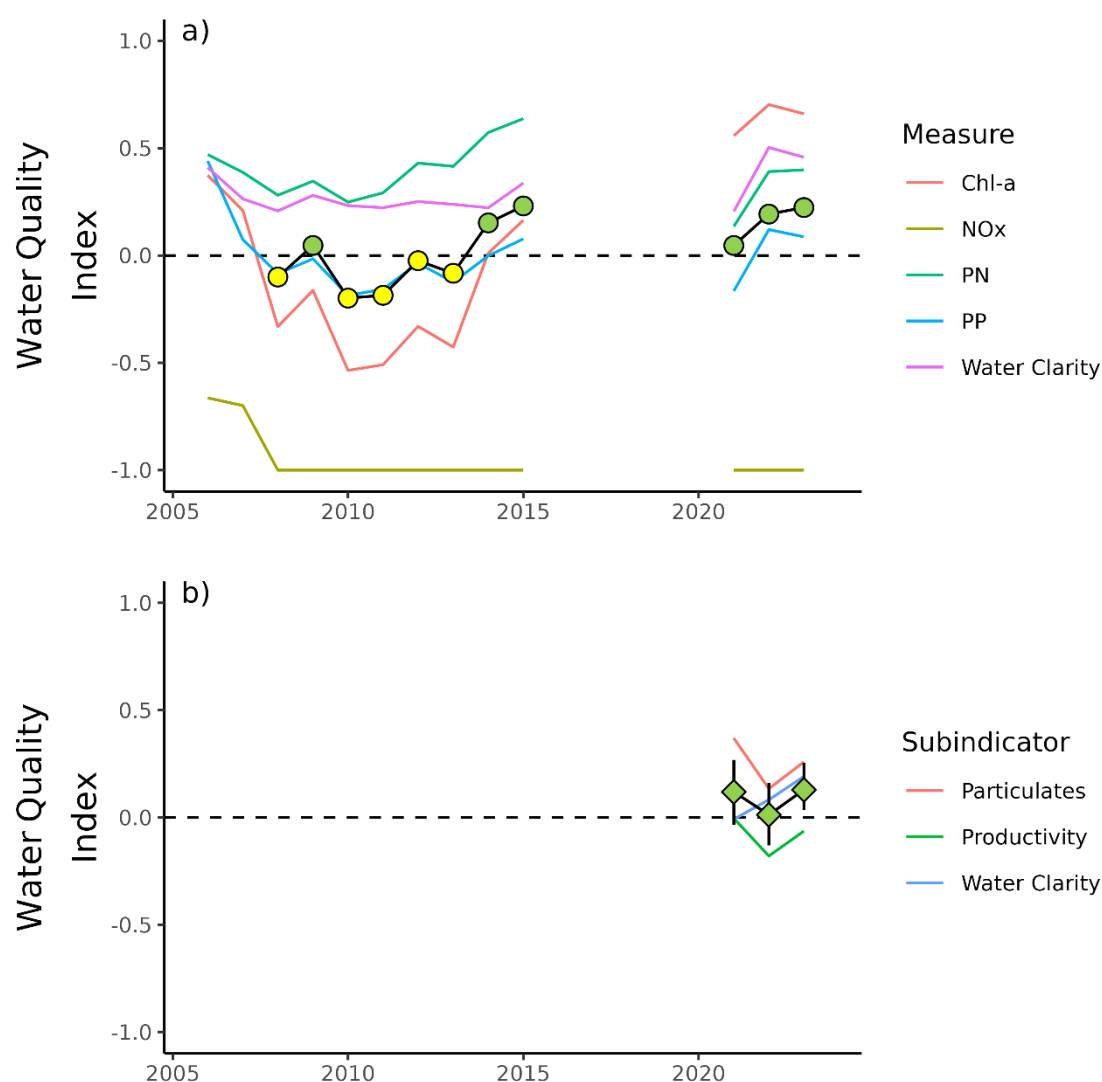 a)
1.0
0.5
0.0
-0.5
-1.0
Water Quality
Index
2005 2010 2015 2020
Measure
Chl-a
NOx
PN
PP
Water Clarity
b)
1.0
0.5
0.0
-0.5
-1.0
Water Quality
Index
2005 2010 2015 2020
Subindicator
Particulates
Productivity
Water Clarity